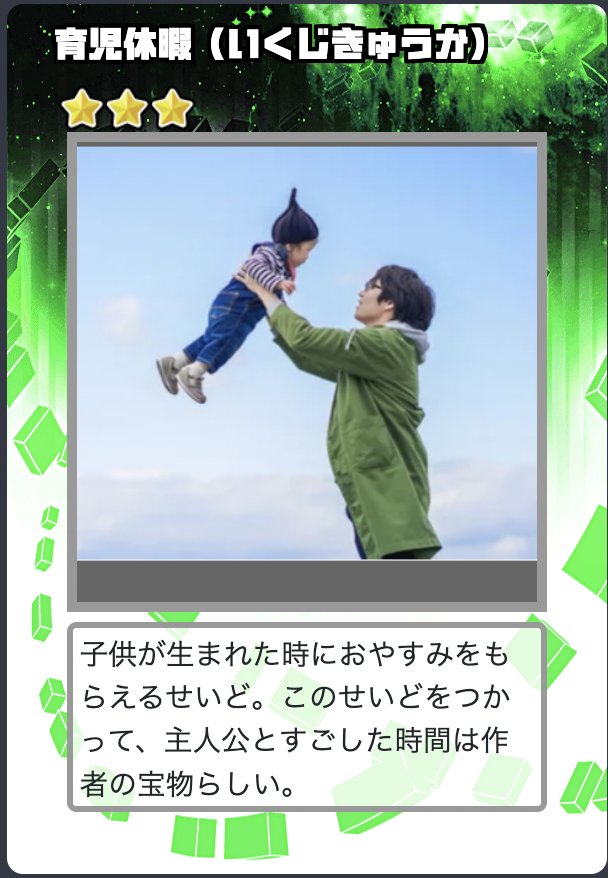 育児休暇（いくじきゅうか）
子供が生まれた時におやすみをも
らえるせいど。このせいどをつか
って、主人公とすごした時間は作
者の宝物らしい。